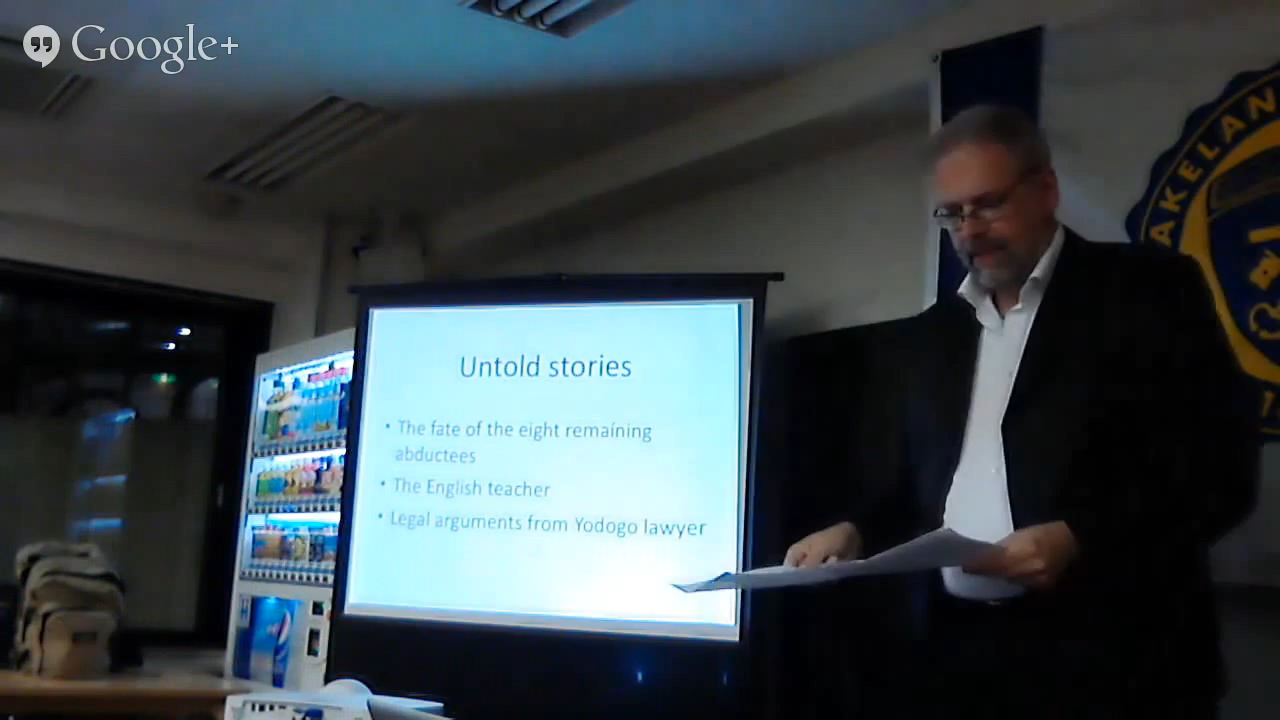 Google+
Untold stories
• The fate of the eight remaining
abductees
• The English teacher
• Legal arguments from Yodogo lawyer
AKELAN